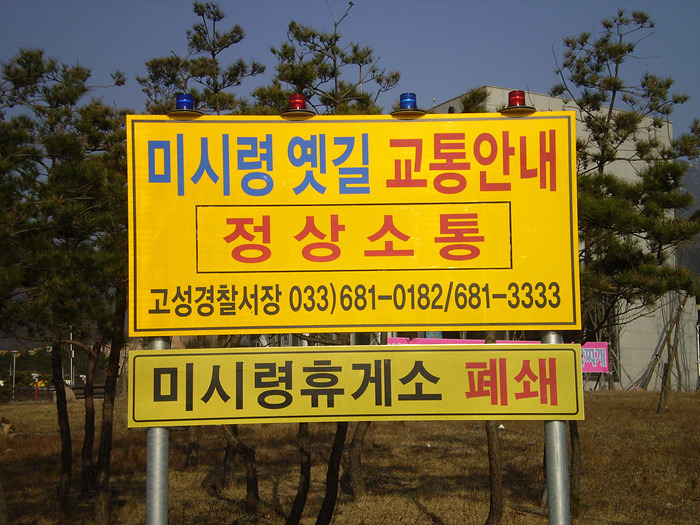 미시령 옛길 교통안내
정상소통
고성경찰서장 033)681-0182/681-3333
미시령휴게소 폐쇄